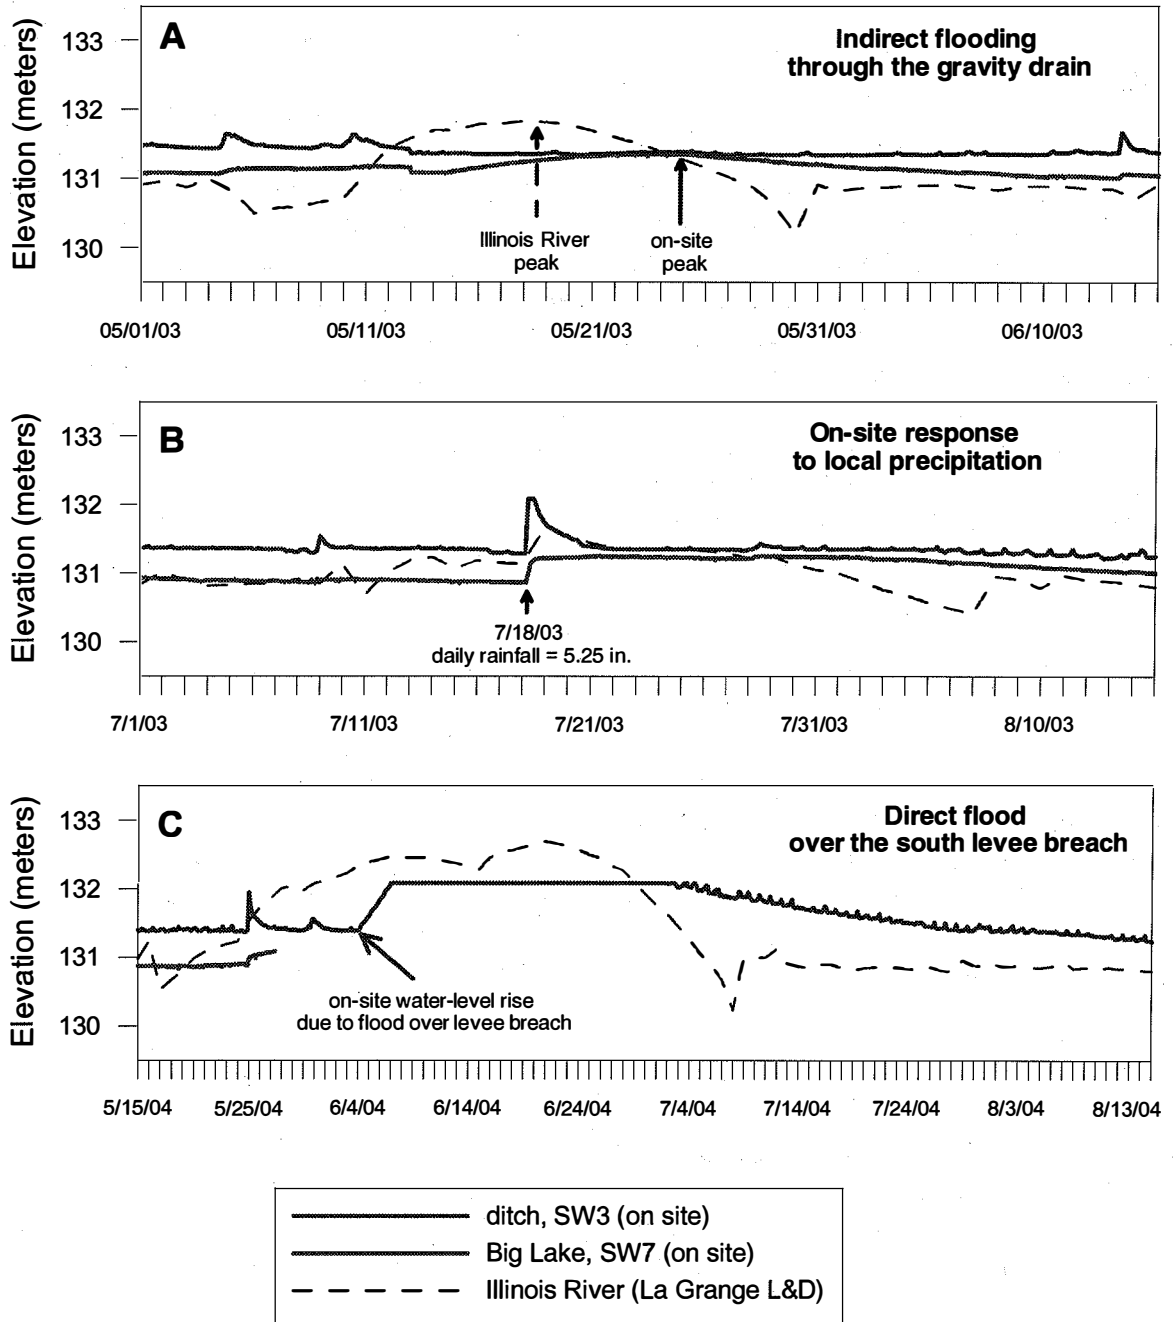 A
Indirect flooding
through the gravity drain
Elevation (meters)
133
132
131
130
Illinois River
peak
on-site
peak
05/01/03 05/11/03 05/21/03 05/31/03 06/10/03
B
On-site response
to local precipitation
Elevation (meters)
133
132
131
130
7/18/03
daily rainfall = 5.25 in.
7/1/03 7/11/03 7/21/03 7/31/03 8/10/03
C
Direct flood
over the south levee breach
Elevation (meters)
133
132
131
130
on-site water-level rise
due to flood over levee breach
5/15/04 5/25/04 6/4/04 6/14/04 6/24/04 7/4/04 7/14/04 7/24/04 8/3/04 8/13/04
ditch, SW3 (on site)
Big Lake, SW7 (on site)
Illinois River (La Grange L&D)